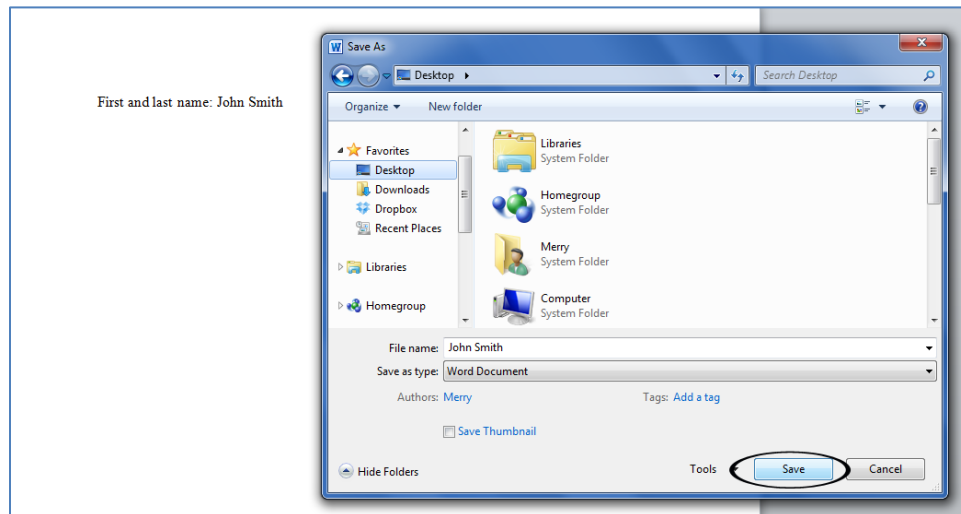 Save As
Desktop
Search Desktop
First and last name: John Smith
Organize
New folder
Favorites
Desktop
Downloads
Dropbox
Recent Places
Libraries
Homegroup
Libraries
System Folder
Homegroup
System Folder
Merry
System Folder
Computer
System Folder
File name: John Smith
Save as type: Word Document
Authors: Merry
Tags: Add a tag
Save Thumbnail
Hide Folders
Tools
Save
Cancel